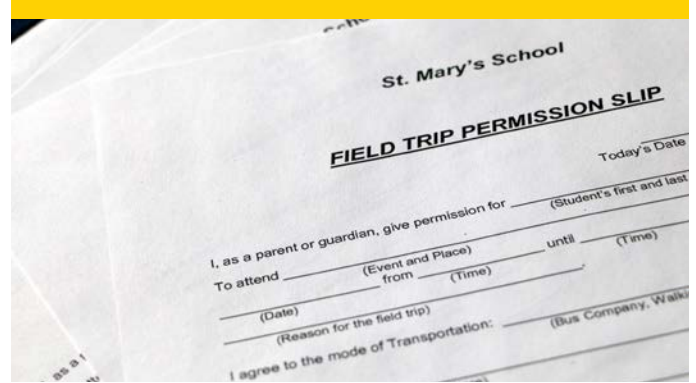 St. Mary's School
FIELD TRIP PERMISSION SLIP
Today's Date
I, as a parent or guardian, give permission for
(Student's first and last
To attend
(Event and Place)
from until
(Date) (Time) (Time)
(Reason for the field trip)
I agree to the mode of Transportation:
(Bus Company,
as a